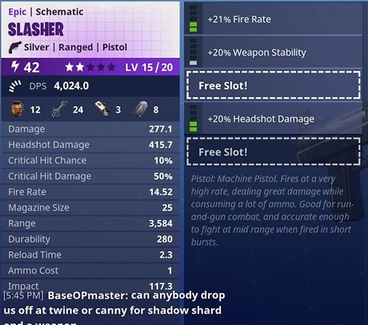 Epic | Schematic
SLASHER
Silver | Ranged | Pistol
42
LV 15/20
DPS 4,024.0
12 24 3 8
Damage 277.1
Headshot Damage 415.7
Critical Hit Chance 10%
Critical Hit Damage 50%
Fire Rate 14.52
Magazine Size 25
Range 3,584
Durability 280
Reload Time 2.3
Ammo Cost 1
Impact 117.3
[5:45 PM] BaseOPmaster: can anybody drop
us off at twine or canny for shadow shard
and a weapon
+21% Fire Rate
+20% Weapon Stability
Free Slot!
+20% Headshot Damage
Free Slot!
Pistol: Machine Pistol. Fires at a very
high rate, dealing great damage while
consuming a lot of ammo. Good for run-
and-gun combat, and accurate enough
to fight at mid range when fired in short
bursts.